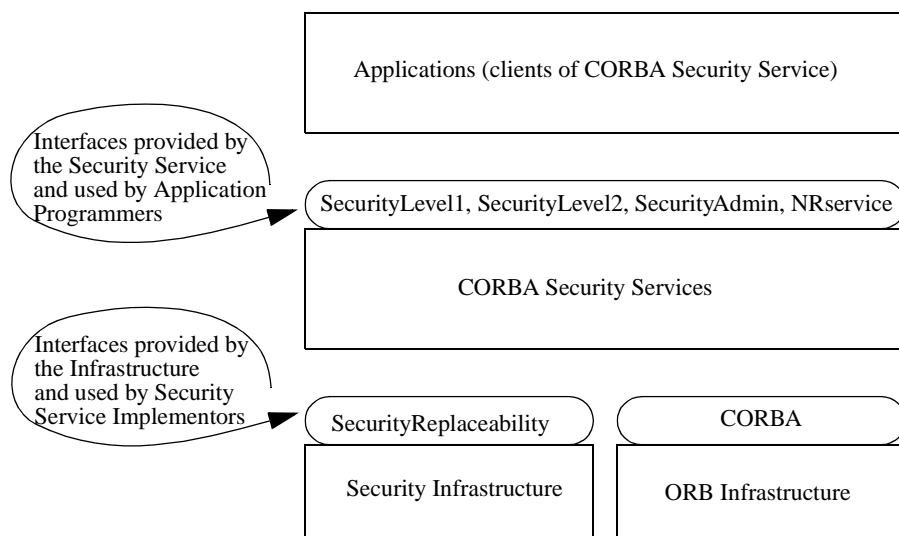 Applications (clients of CORBA Security Service)
Interfaces provided by
the Security Service
and used by Application
Programmers
SecurityLevel1, SecurityLevel2, SecurityAdmin, NRservice
CORBA Security Services
Interfaces provided by
the Infrastructure
and used by Security
Service Implementors
SecurityReplaceability
CORBA
Security Infrastructure
ORB Infrastructure